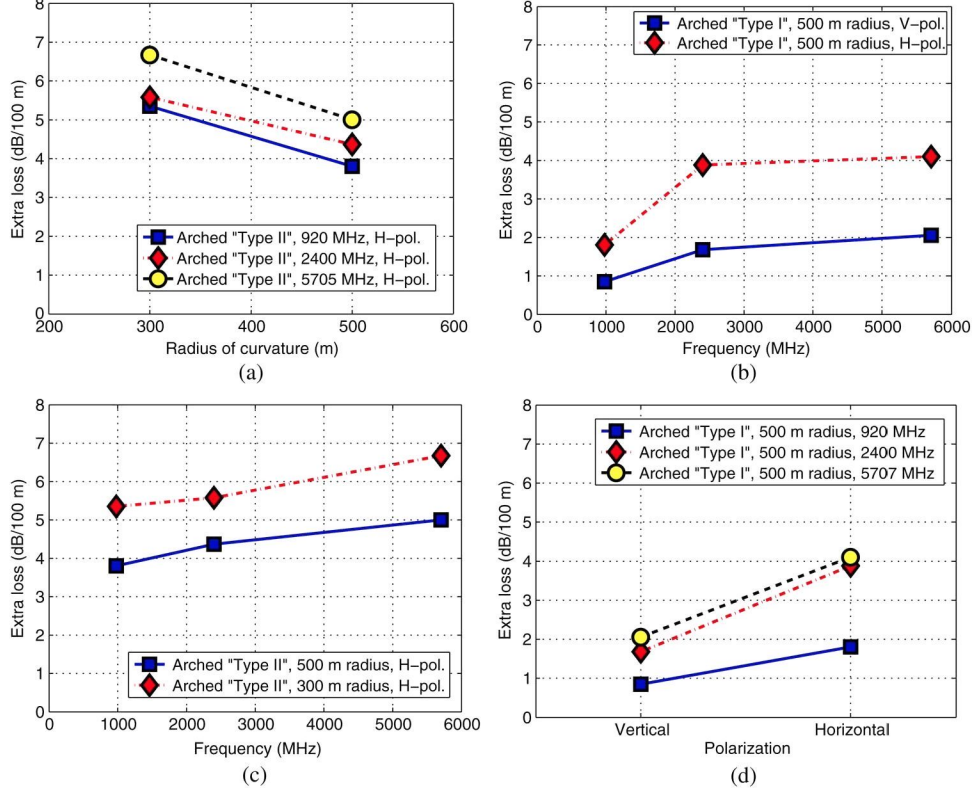 8
7
6
5
4
3
2
1
0
Extra loss (dB/100 m)
Arched "Type II", 920 MHz, H-pol.
Arched "Type II", 2400 MHz, H-pol.
Arched "Type II", 5705 MHz, H-pol.
200 300 400 500 600
Radius of curvature (m)
(a)
8
7
6
5
4
3
2
1
0
Extra loss (dB/100 m)
Arched "Type I", 500 m radius, V-pol.
Arched "Type I", 500 m radius, H-pol.
0 1000 2000 3000 4000 5000 6000
Frequency (MHz)
(b)
8
7
6
5
4
3
2
1
0
Extra loss (dB/100 m)
Arched "Type II", 500 m radius, H-pol.
Arched "Type II", 300 m radius, H-pol.
0 1000 2000 3000 4000 5000 6000
Frequency (MHz)
(c)
8
7
6
5
4
3
2
1
0
Extra loss (dB/100 m)
Arched "Type I", 500 m radius, 920 MHz
Arched "Type I", 500 m radius, 2400 MHz
Arched "Type I", 500 m radius, 5707 MHz
Vertical Horizontal
Polarization
(d)